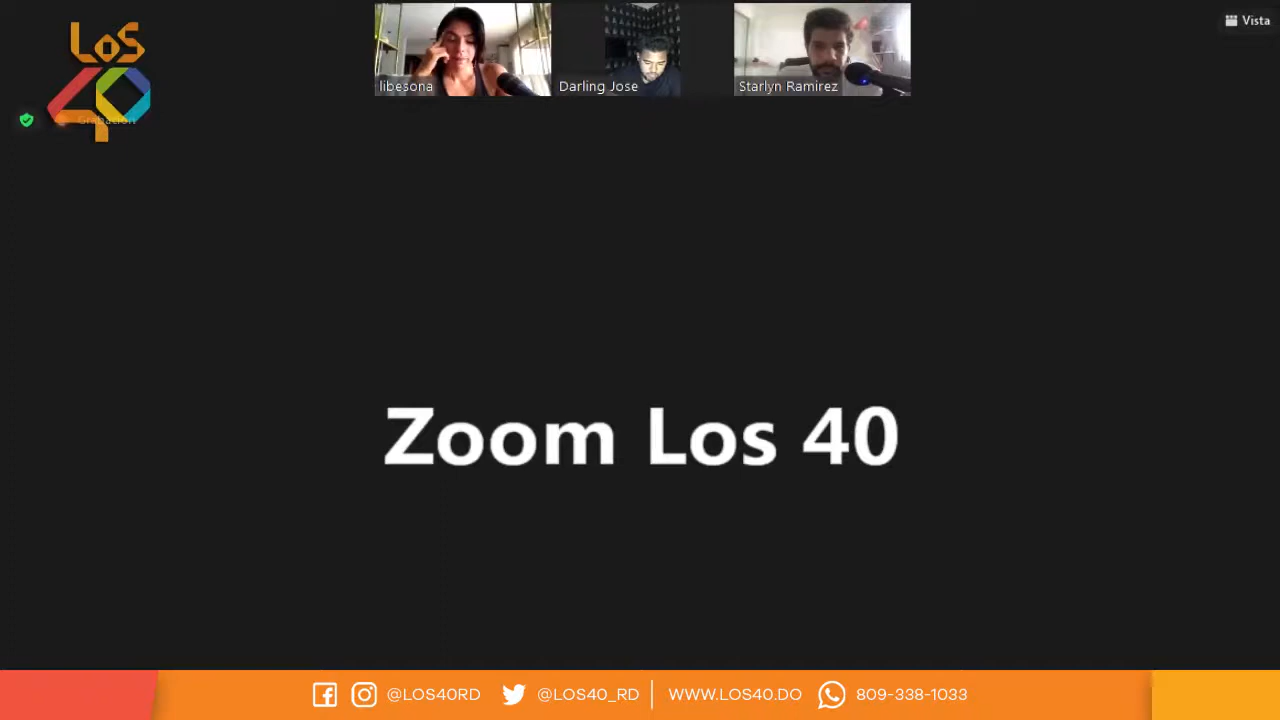 Vista
LOS
40
Grabación
libesona
Darling Jose
Starlyn Ramirez
Zoom Los 40
@LOS40RD
@LOS40_RD
WWW.LOS40.DO
809-338-1033